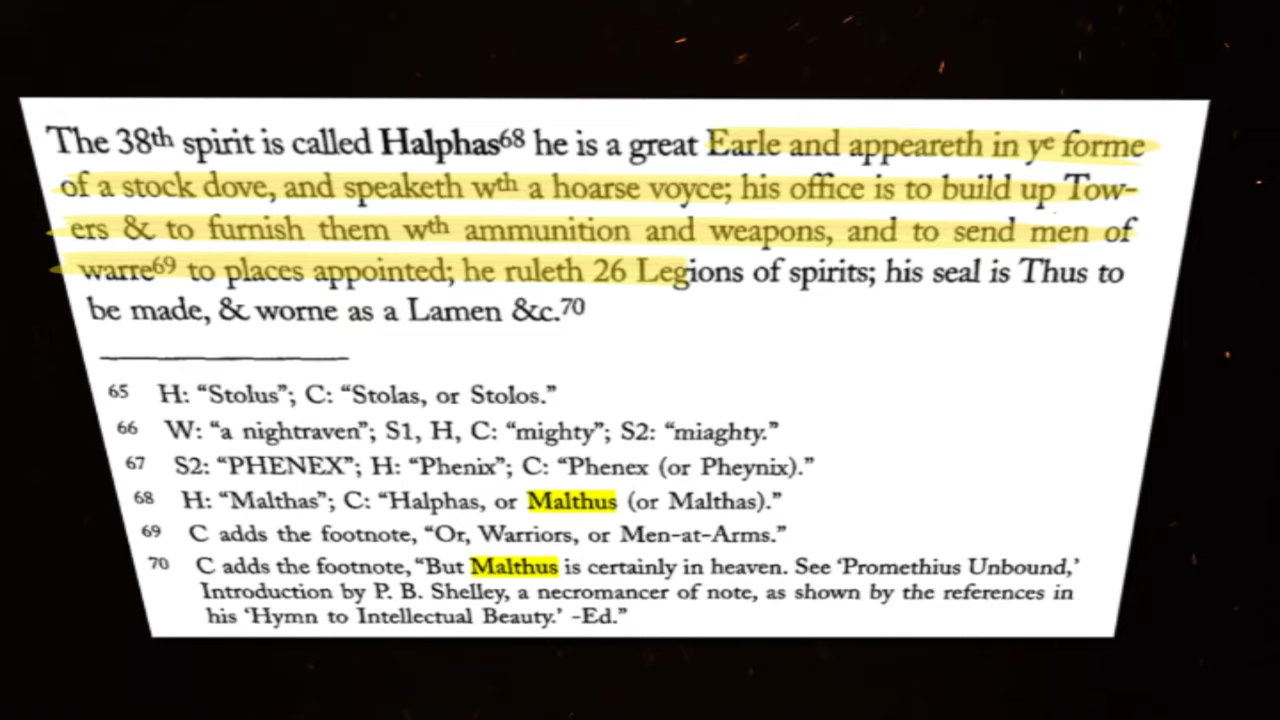 The 38th spirit is called Halphas68 he is a great Earle and appeareth in ye forme
of a stock dove, and speaketh wth a hoarse voyce; his office is to build up Tow-
ers & to furnish them wth ammunition and weapons, and to send men of
warre69 to places appointed; he ruleth 26 Legions of spirits; his seal is Thus to
be made, & worne as a Lamen &c.70
65 H: “Stolus”; C: “Stolas, or Stolos.”
66 W: “a nightraven”; S1, H, C: “mighty”; S2: “miaghty.”
67 S2: “PHENEX”; H: “Phenix”; C: “Phenex (or Pheynix).”
68 H: “Malthas”; C: “Halphas, or Malthus (or Malthas).”
69 C adds the footnote, “Or, Warriors, or Men-at-Arms.”
70 C adds the footnote, “But Malthus is certainly in heaven. See ‘Promethius Unbound,’
Introduction by P. B. Shelley, a necromancer of note, as shown by the references in
his ‘Hymn to Intellectual Beauty.’ -Ed.”